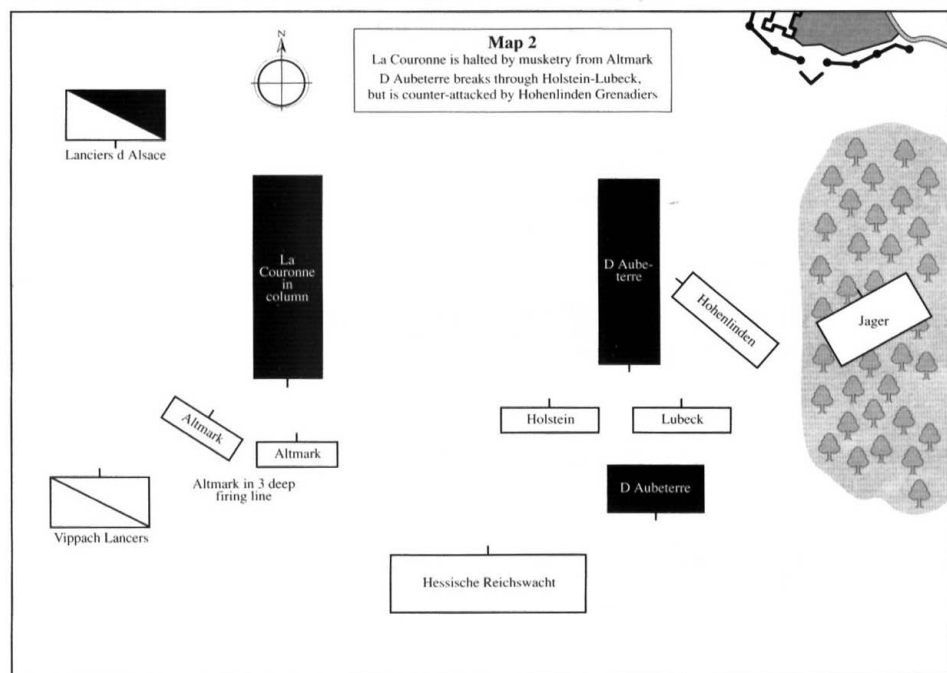 N
Map 2
La Couronne is halted by musketry from Altmark
D Aubeterre breaks through Holstein-Lubeck,
but is counter-attacked by Hohenlinden Grenadiers
Lanciers d Alsace
La
Couronne
in
column
D Aube-
terre
Hohenlinden
Jager
Altmark
Altmark
Holstein
Lubeck
Altmark in 3 deep
firing line
D Aubeterre
Vippach Lancers
Hessische Reichswacht